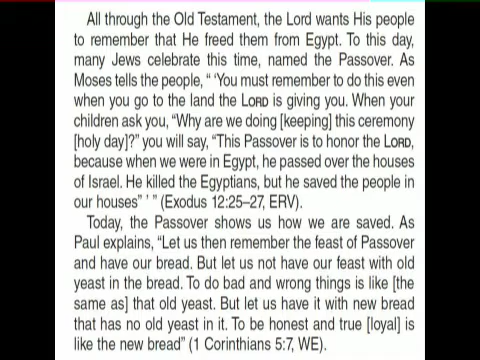 All through the Old Testament, the Lord wants His people
to remember that He freed them from Egypt. To this day,
many Jews celebrate this time, named the Passover. As
Moses tells the people, “ ‘You must remember to do this even
when you go to the land the LORD is giving you. When your
children ask you, “Why are we doing [keeping] this ceremony
[holy day]?” you will say, “This Passover is to honor the LORD,
because when we were in Egypt, he passed over the houses
of Israel. He killed the Egyptians, but he saved the people in
our houses” ’ ” (Exodus 12:25–27, ERV).
Today, the Passover shows us how we are saved. As
Paul explains, “Let us then remember the feast of Passover
and have our bread. But let us not have our feast with old
yeast in the bread. To do bad and wrong things is like [the
same as] that old yeast. But let us have it with new bread
that has no old yeast in it. To be honest and true [loyal] is
like the new bread” (1 Corinthians 5:7, WE).